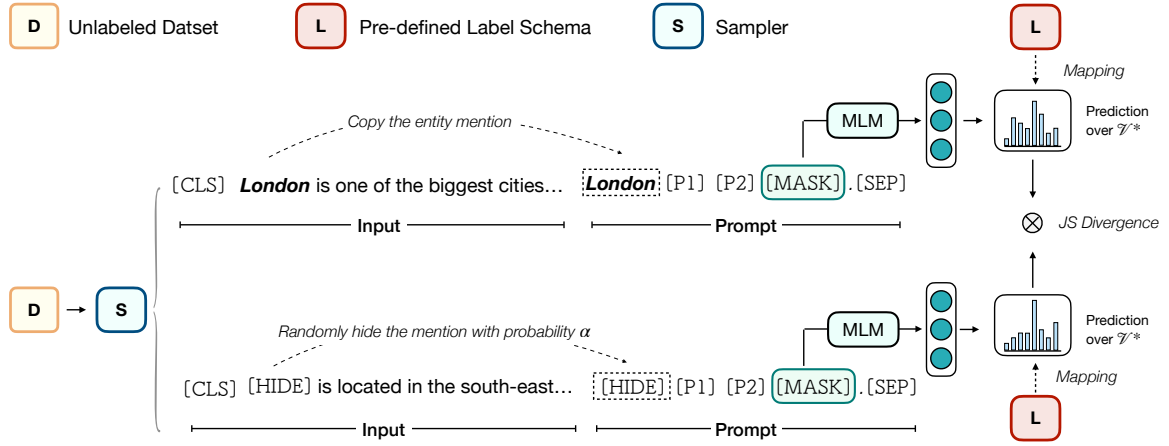 D Unlabeled Datset L Pre-defined Label Schema S Sampler L
Mapping
Copy the entity mention MLM Prediction
over 𝒱*
[CLS] London is one of the biggest cities… London [P1] [P2] [MASK].[SEP]
Input Prompt
⊗ JS Divergence
D S
Randomly hide the mention with probability α MLM Prediction
over 𝒱*
[CLS] [HIDE] is located in the south-east… [HIDE] [P1] [P2] [MASK].[SEP]
Mapping
Input Prompt L